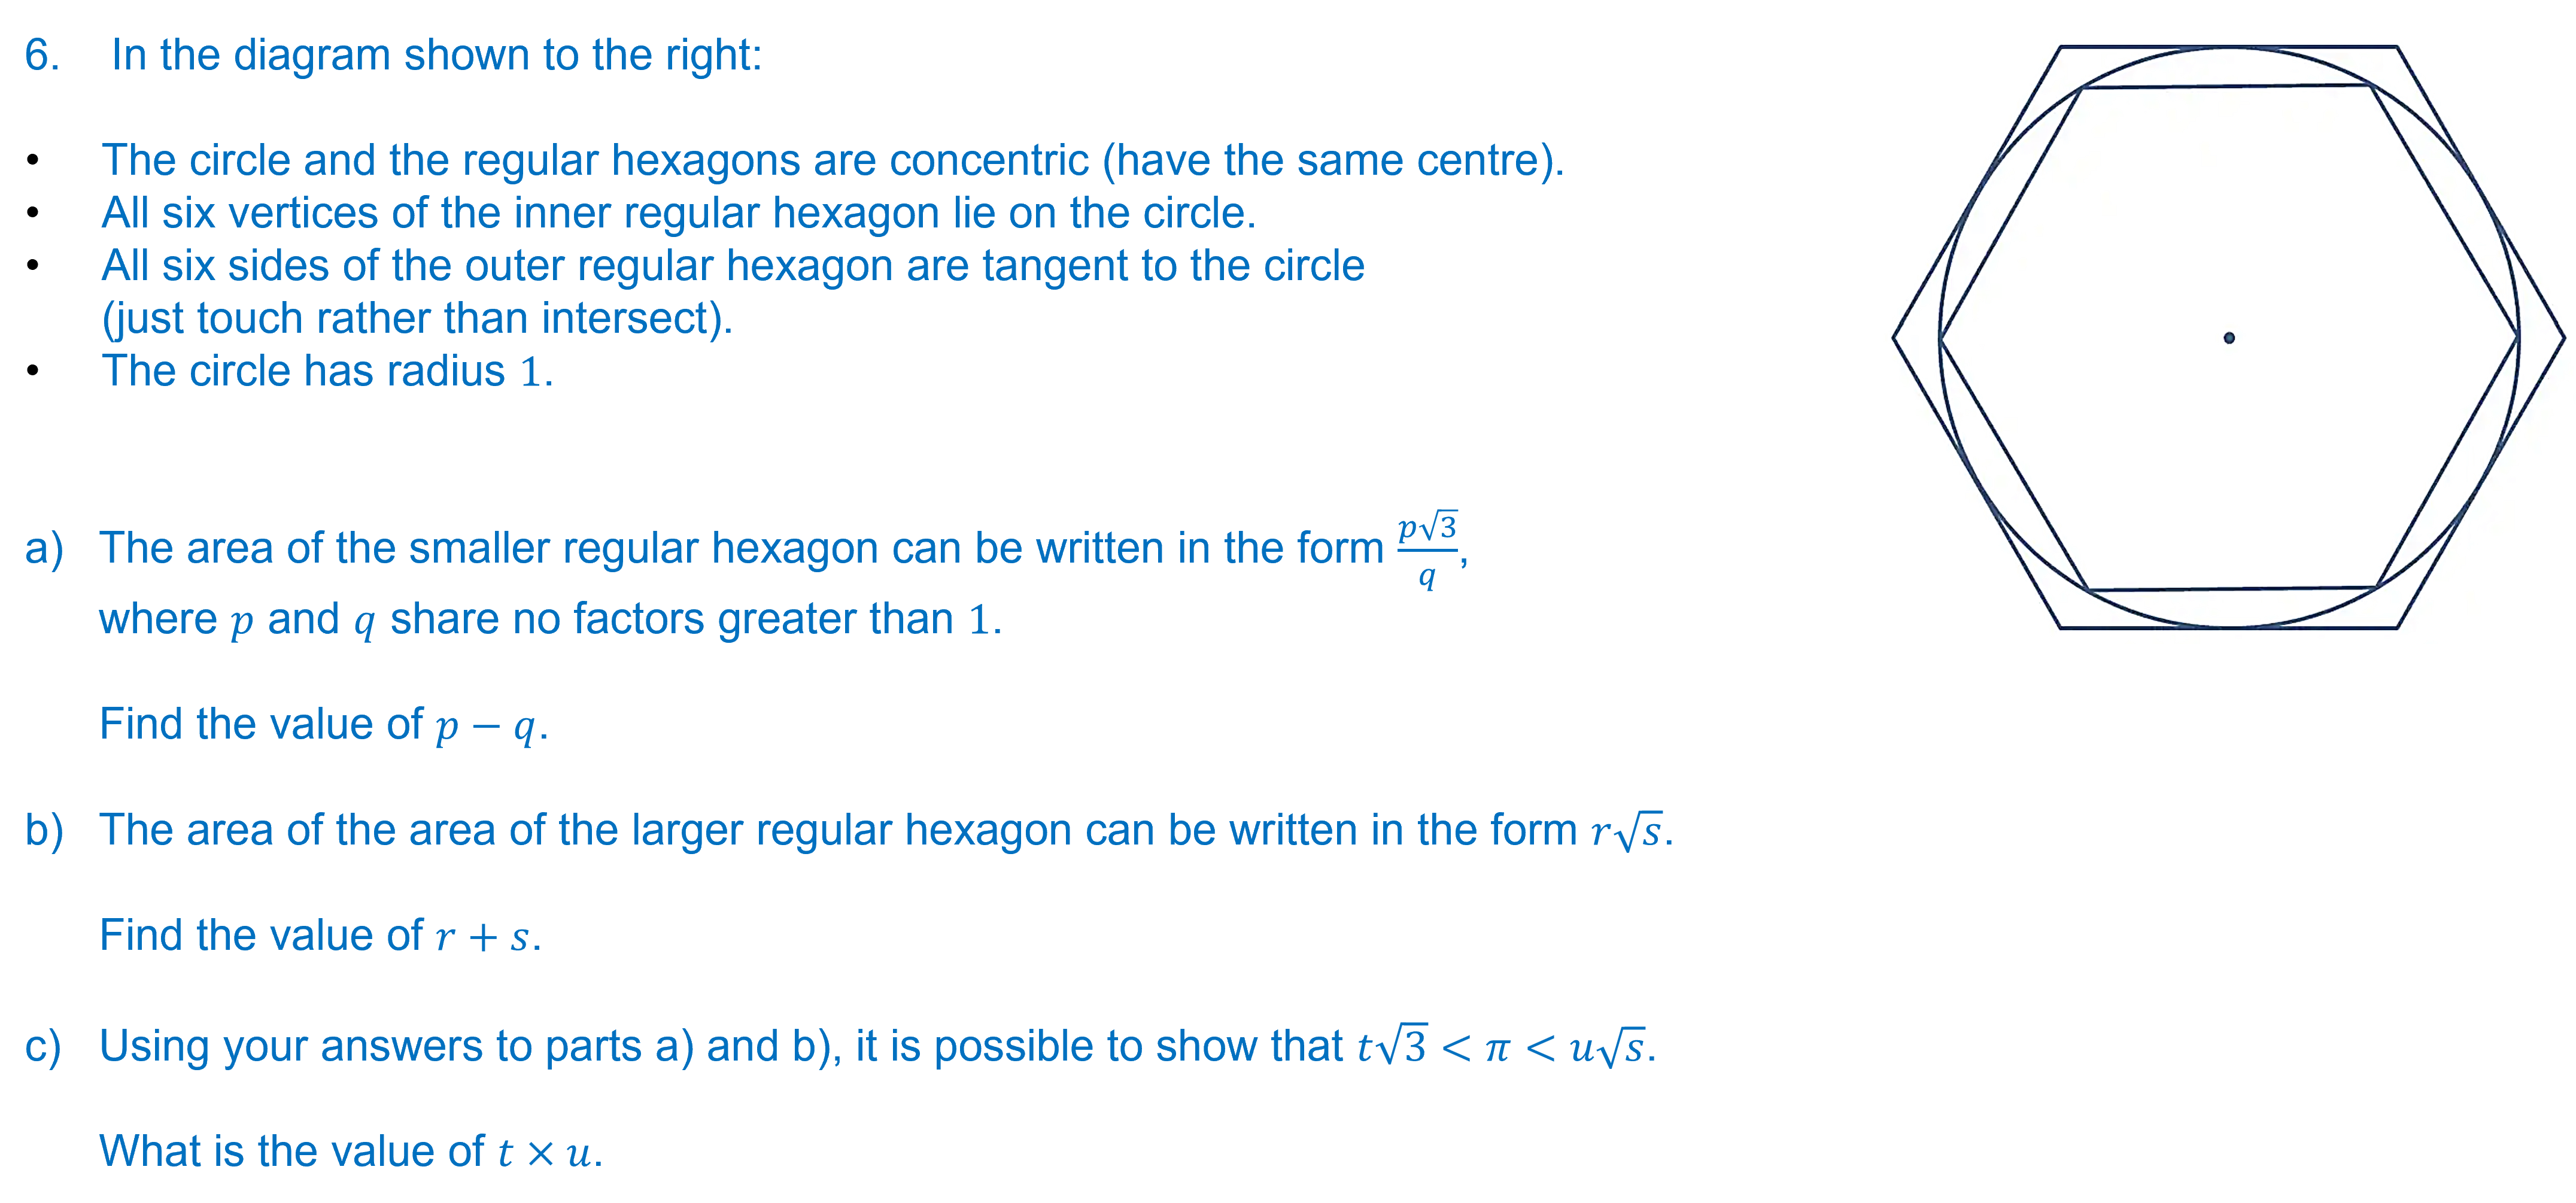 6. In the diagram shown to the right:
• The circle and the regular hexagons are concentric (have the same centre).
• All six vertices of the inner regular hexagon lie on the circle.
• All six sides of the outer regular hexagon are tangent to the circle
(just touch rather than intersect).
• The circle has radius 1.
a) The area of the smaller regular hexagon can be written in the form $\frac{p\sqrt{3}}{q}$,
where $p$ and $q$ share no factors greater than 1.
Find the value of $p - q$.
b) The area of the area of the larger regular hexagon can be written in the form $r\sqrt{s}$.
Find the value of $r + s$.
c) Using your answers to parts a) and b), it is possible to show that $t\sqrt{3} < \pi < u\sqrt{s}$.
What is the value of $t \times u$.